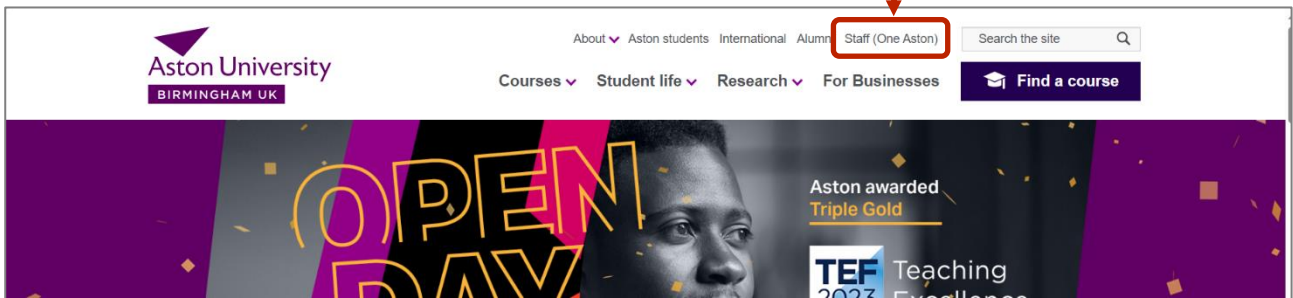 About Aston students International Alumni Staff (One Aston) Search the site
Aston University
BIRMINGHAM UK
Courses Student life Research For Businesses Find a course
OPEN
DAY
Aston awarded
Triple Gold
TEF Teaching
2023 Excellence